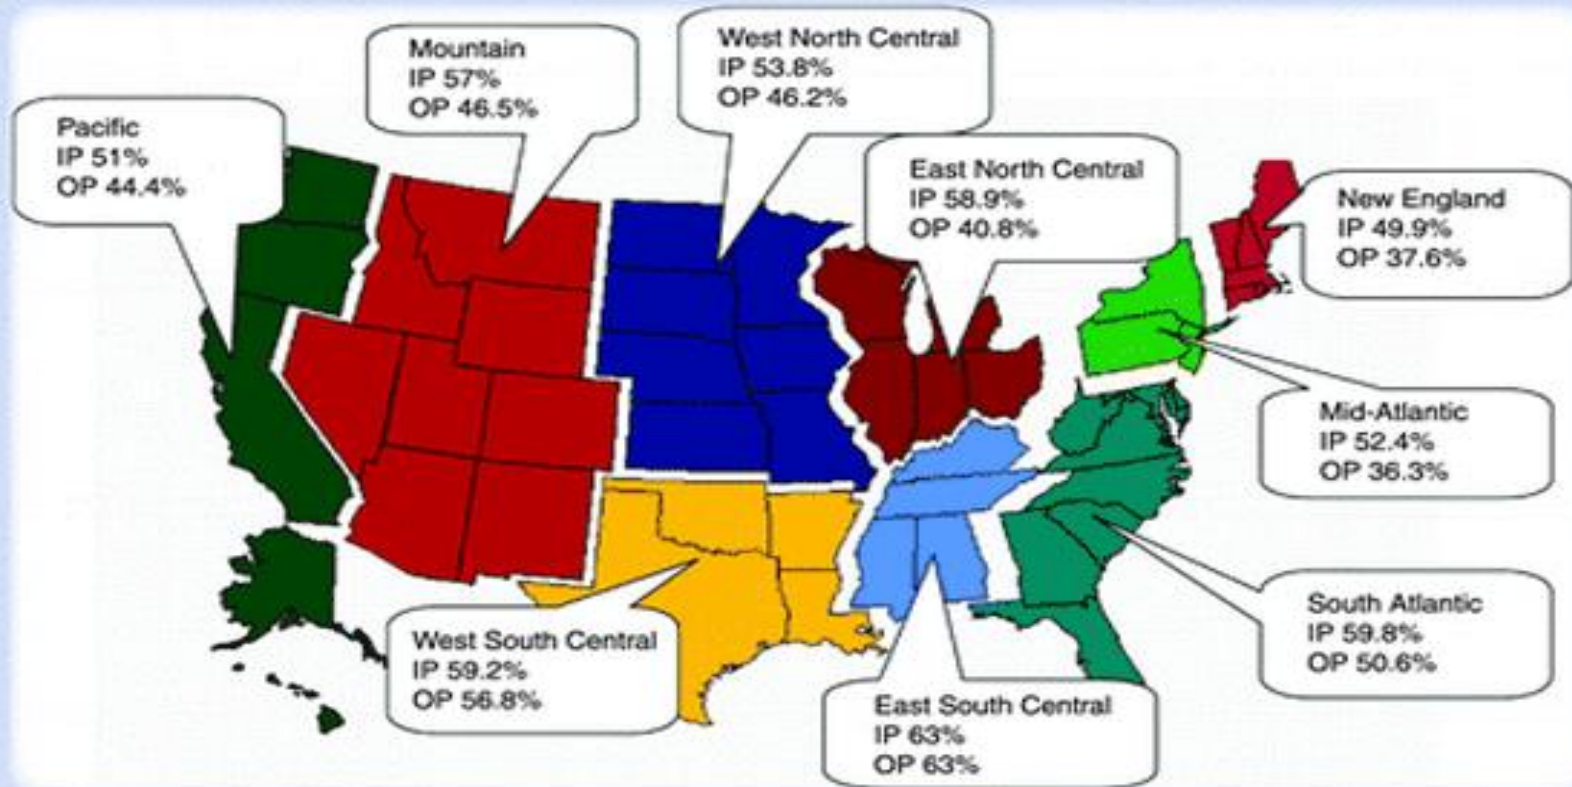 Mountain
IP 57%
OP 46.5%
West North Central
IP 53.8%
OP 46.2%
Pacific
IP 51%
OP 44.4%
East North Central
IP 58.9%
OP 40.8%
New England
IP 49.9%
OP 37.6%
Mid-Atlantic
IP 52.4%
OP 36.3%
South Atlantic
IP 59.8%
OP 50.6%
West South Central
IP 59.2%
OP 56.8%
East South Central
IP 63%
OP 63%